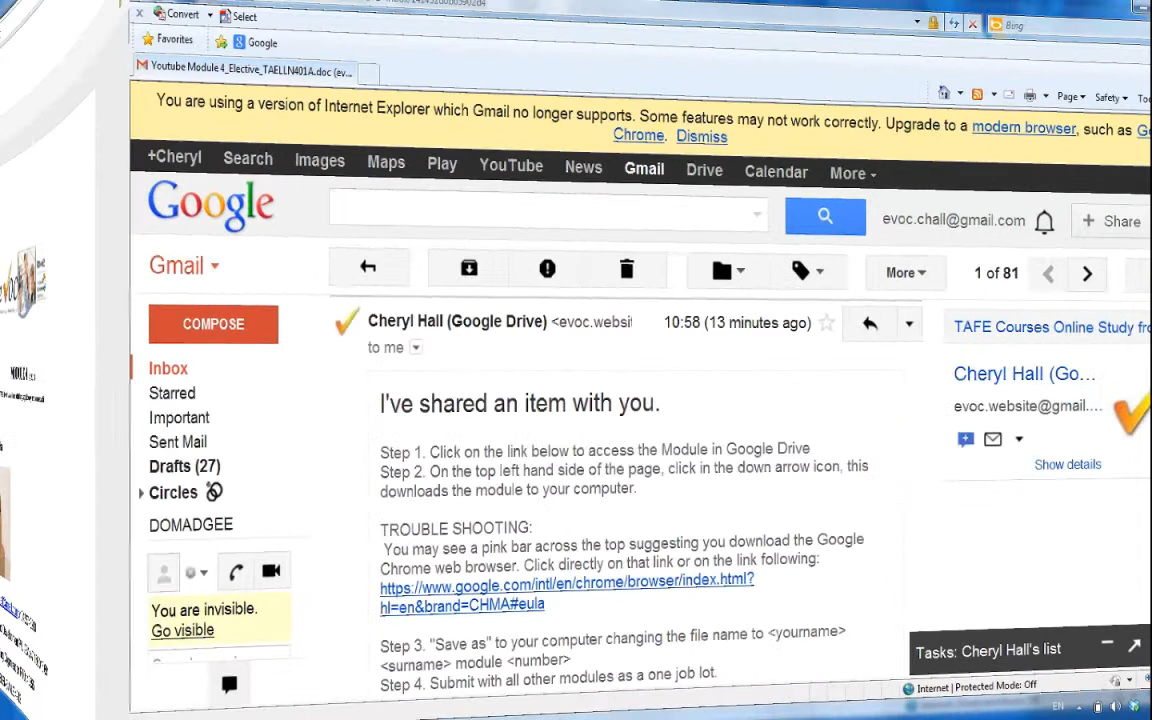 Convert Select
Bing
Favorites Google
Youtube Module 4_Elective_TAELLN401A.doc (ev...
Page Safety
You are using a version of Internet Explorer which Gmail no longer supports. Some features may not work correctly. Upgrade to a modern browser, such as
Chrome. Dismiss
+Cheryl Search Images Maps Play YouTube News Gmail Drive Calendar More
Google
evoc.chall@gmail.com
+ Share
Gmail
More
1 of 81
COMPOSE
Cheryl Hall (Google Drive) <evoc.websit
10:58 (13 minutes ago)
to me
TAFE Courses Online Study fro
Cheryl Hall (Go...
evoc.website@gmail....
Show details
Inbox
Starred
Important
Sent Mail
Drafts (27)
Circles
DOMADGEE
You are invisible.
Go visible
I've shared an item with you.
Step 1. Click on the link below to access the Module in Google Drive
Step 2. On the top left hand side of the page, click in the down arrow icon, this
downloads the module to your computer.
TROUBLE SHOOTING:
You may see a pink bar across the top suggesting you download the Google
Chrome web browser. Click directly on that link or on the link following:
https://www.google.com/intl/en/chrome/browser/index.html?
hl=en&brand=CHMA#eula
Step 3. "Save as" to your computer changing the file name to <yourname>
<surname> module <number>
Step 4. Submit with all other modules as a one job lot.
Tasks: Cheryl Hall's list
Internet | Protected Mode: Off
EN